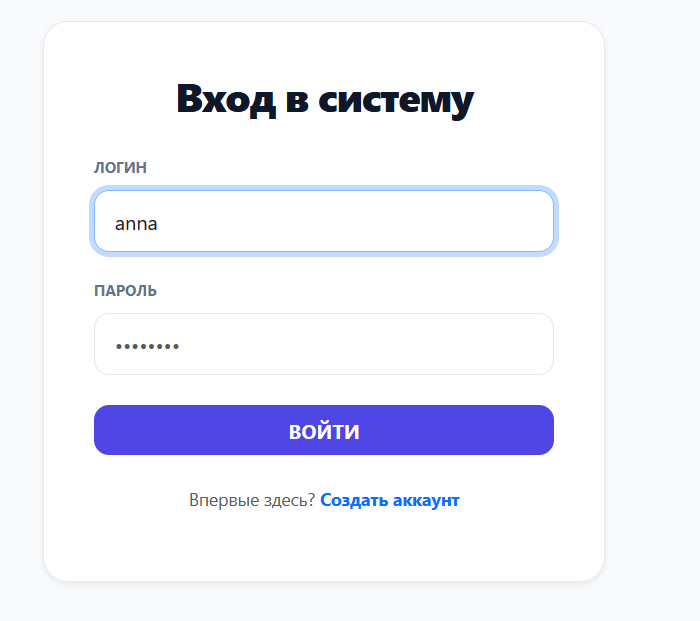 Вход в систему
ЛОГИН
anna
ПАРОЛЬ
••••••••
ВОЙТИ
Впервые здесь? Создать аккаунт